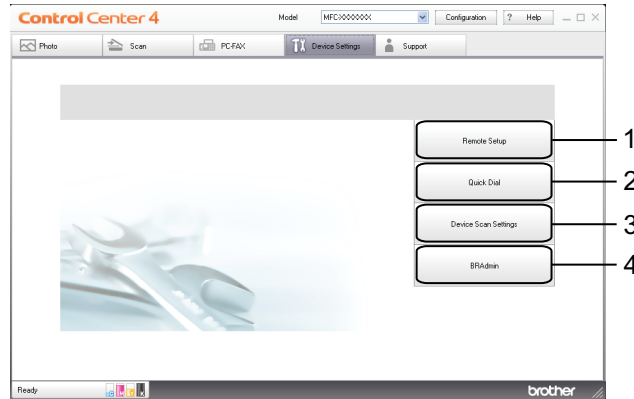 Control Center 4 Model MFC-XXXXXX Configuration ? Help
Photo Scan PC-FAX Device Settings Support
Remote Setup 1
Quick Dial 2
Device Scan Settings 3
BRAdmin 4
Ready brother